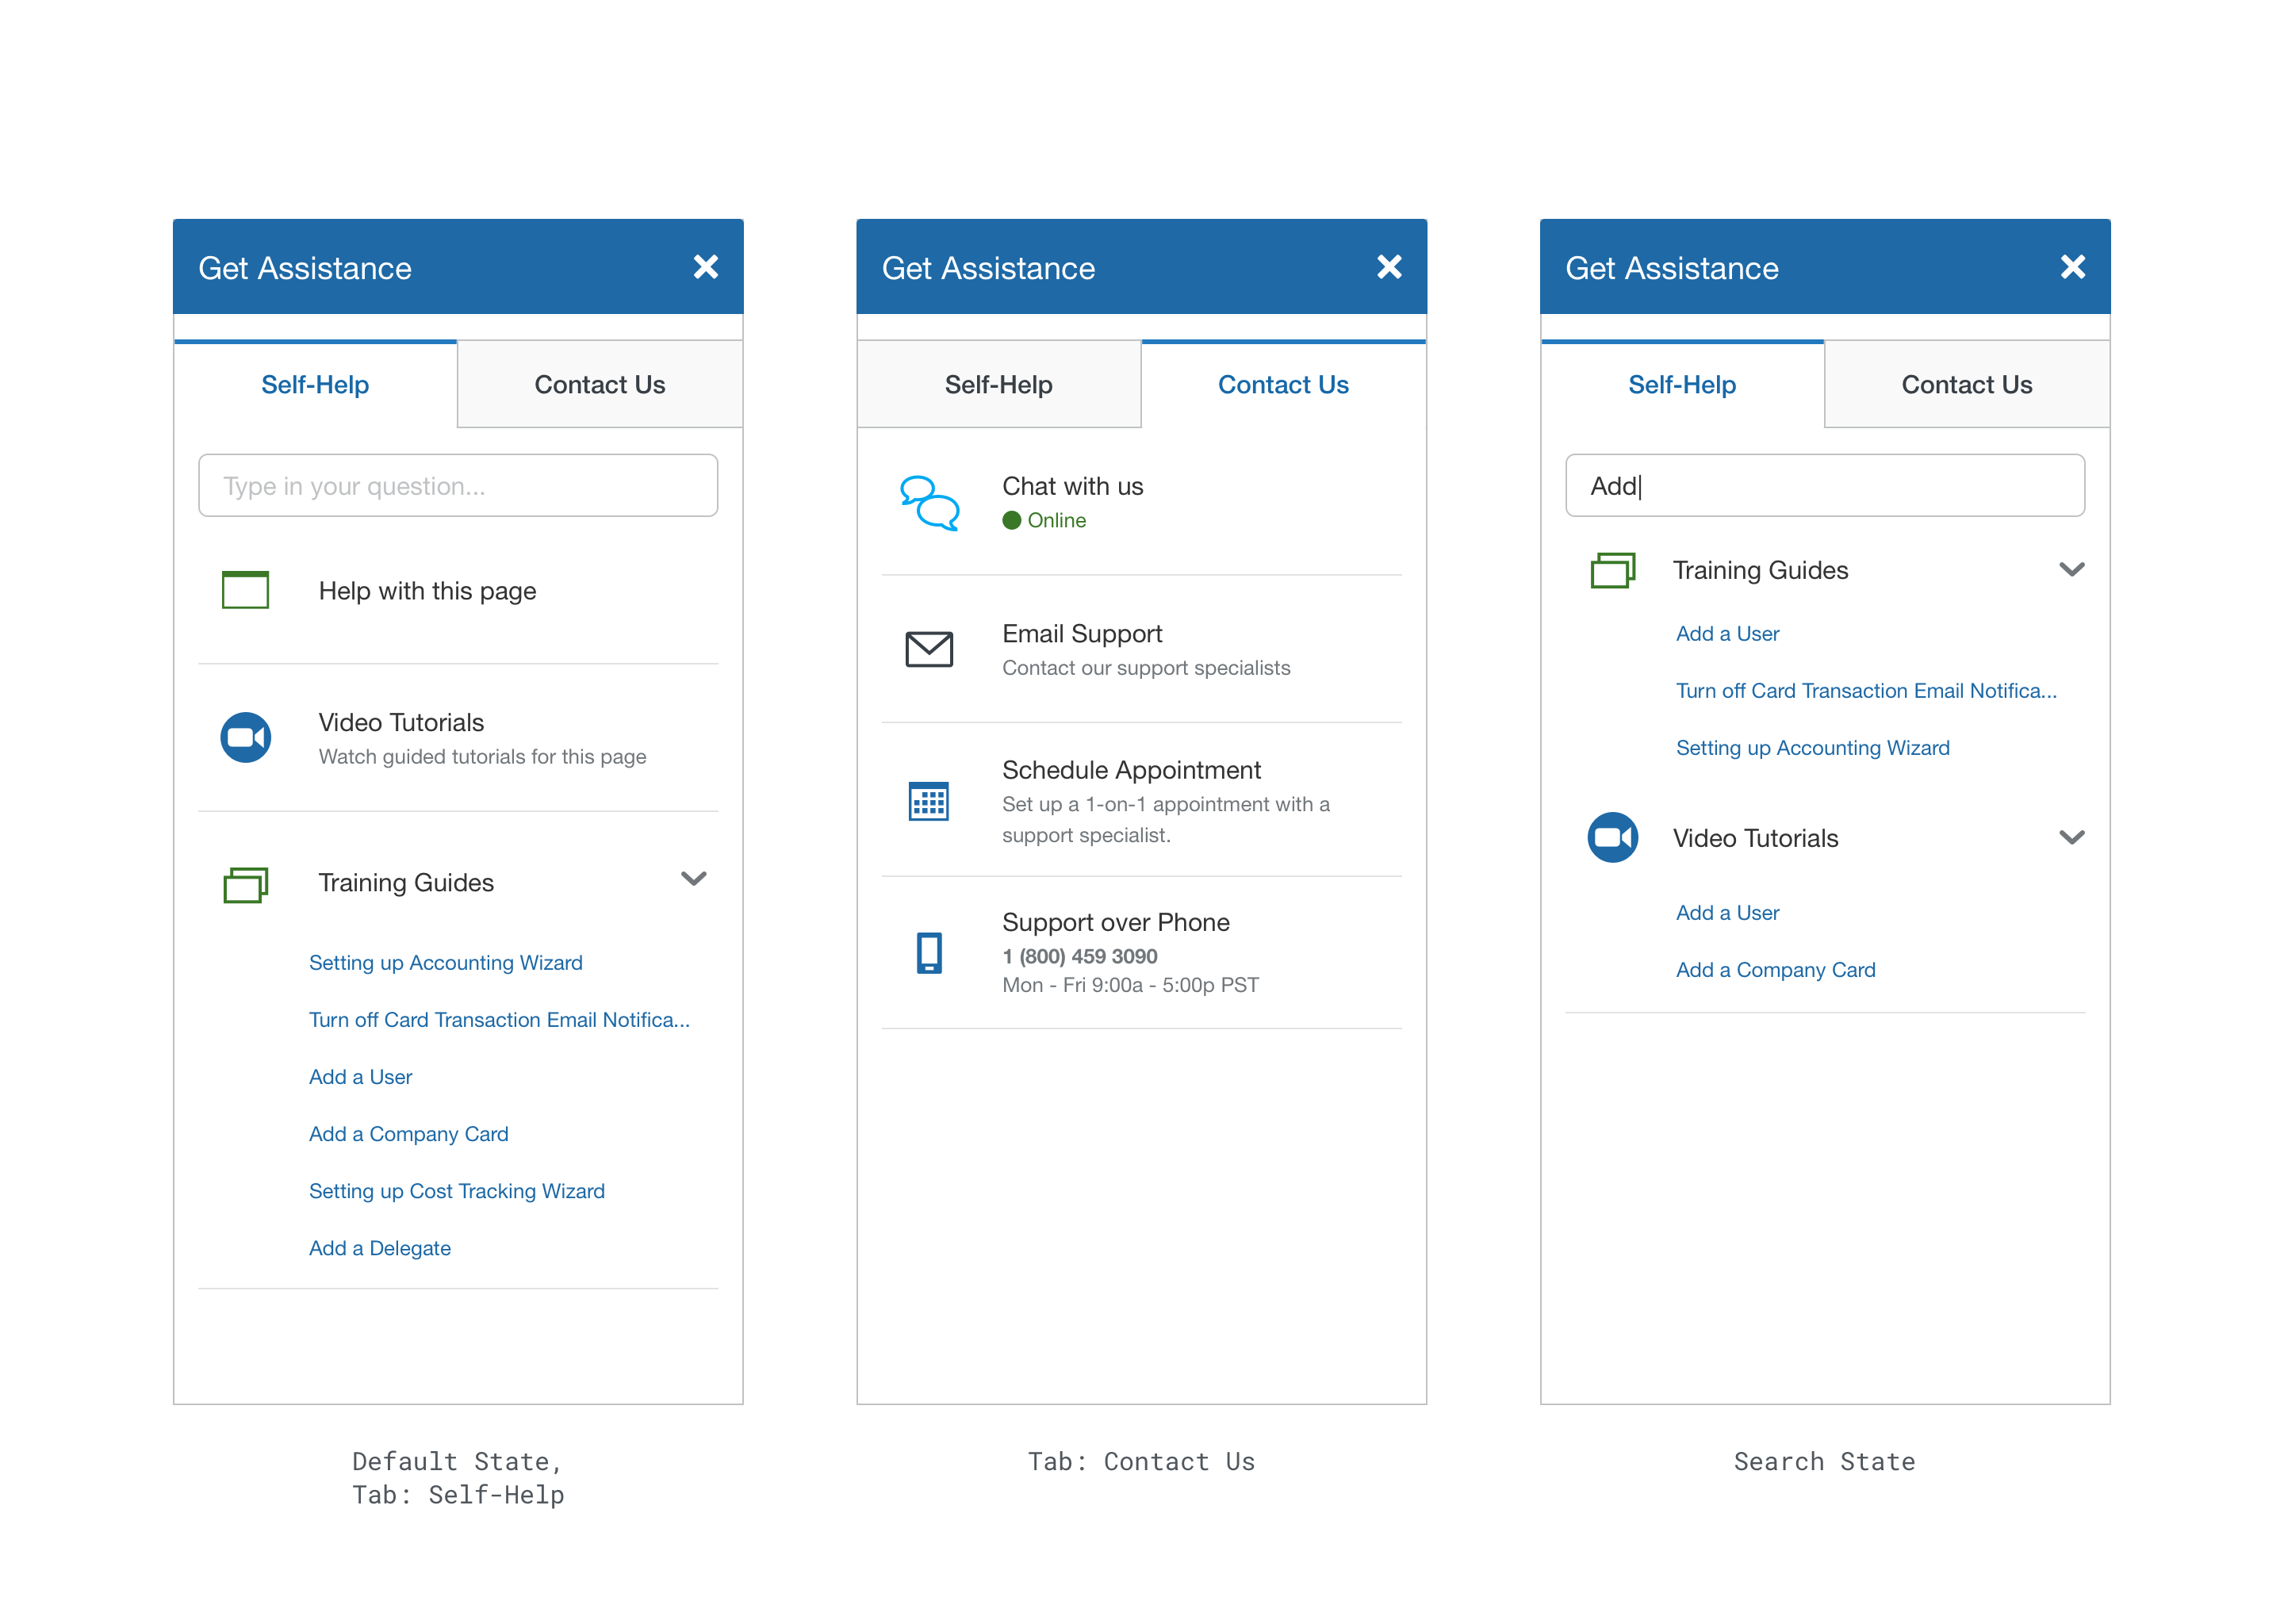 Get Assistance
Self-Help
Contact Us
Type in your question...
Help with this page
Video Tutorials
Watch guided tutorials for this page
Training Guides
Setting up Accounting Wizard
Turn off Card Transaction Email Notifica...
Add a User
Add a Company Card
Setting up Cost Tracking Wizard
Add a Delegate
Default State,
Tab: Self-Help
Get Assistance
Self-Help
Contact Us
Chat with us
Online
Email Support
Contact our support specialists
Schedule Appointment
Set up a 1-on-1 appointment with a
support specialist.
Support over Phone
1 (800) 459 3090
Mon - Fri 9:00a - 5:00p PST
Tab: Contact Us
Get Assistance
Self-Help
Contact Us
Add
Training Guides
Add a User
Turn off Card Transaction Email Notifica...
Setting up Accounting Wizard
Video Tutorials
Add a User
Add a Company Card
Search State